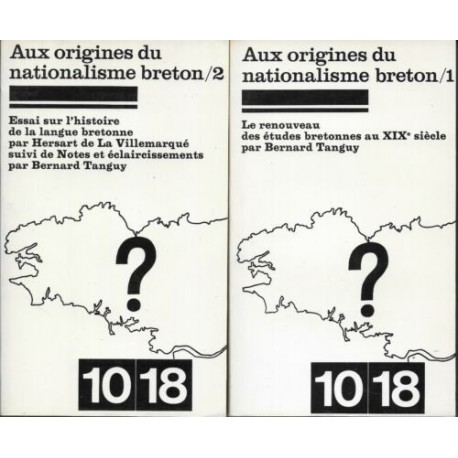 Aux origines du
nationalisme breton/2
Essai sur l'histoire
de la langue bretonne
par Hersart de La Villemarqué
suivi de Notes et éclaircissements
par Bernard Tanguy
?
10 18
Aux origines du
nationalisme breton/1
Le renouveau
des études bretonnes au XIXe siècle
par Bernard Tanguy
?
10 18